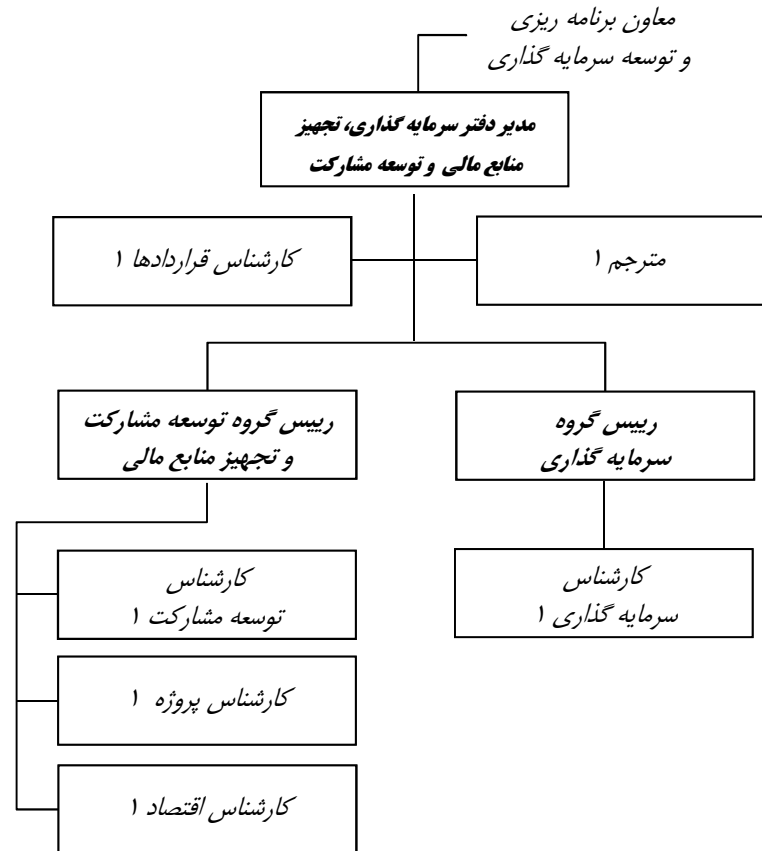 معاون برنامه ریزی
و توسعه سرمایه گذاری
مدیر دفتر سرمایه گذاری، تجهیز
منابع مالی و توسعه مشارکت
مترجم ۱
کارشناس قراردادها ۱
رییس گروه
سرمایه گذاری
رییس گروه توسعه مشارکت
و تجهیز منابع مالی
کارشناس
سرمایه گذاری ۱
کارشناس
توسعه مشارکت ۱
کارشناس پروژه ۱
کارشناس اقتصاد ۱